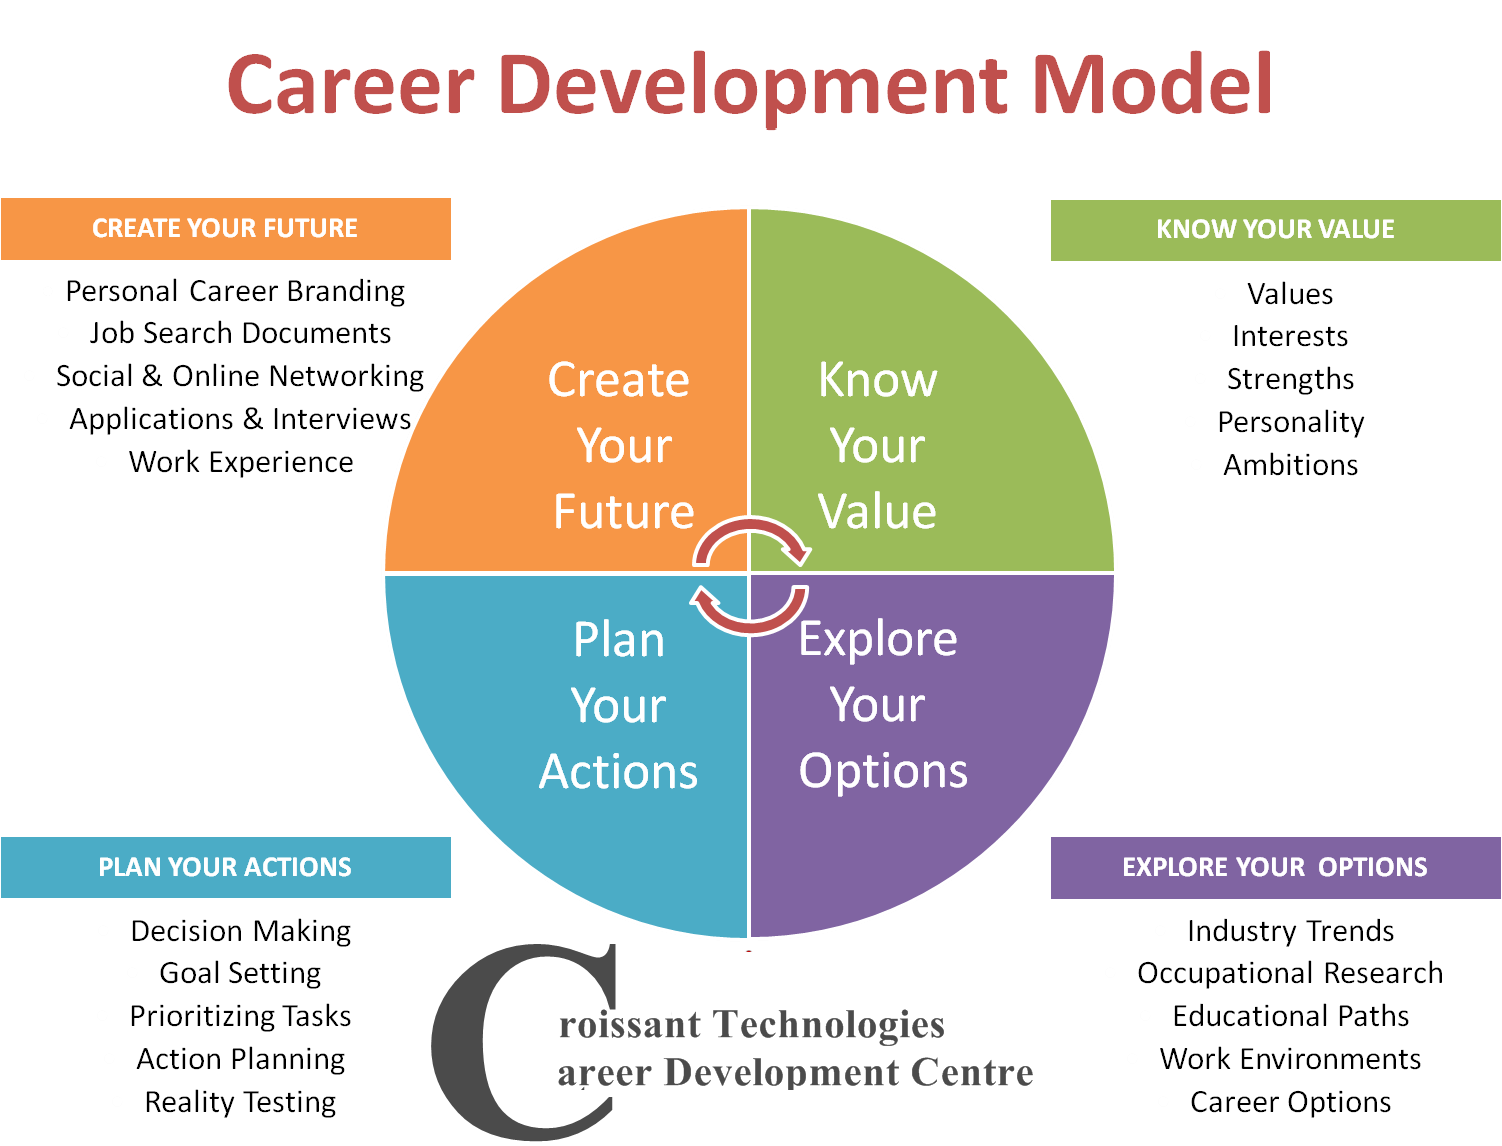 Career Development Model
CREATE YOUR FUTURE
Personal Career Branding
Job Search Documents
Social & Online Networking
Applications & Interviews
Work Experience
KNOW YOUR VALUE
Values
Interests
Strengths
Personality
Ambitions
Create
Your
Future
Know
Your
Value
Plan
Your
Actions
Explore
Your
Options
PLAN YOUR ACTIONS
Decision Making
Goal Setting
Prioritizing Tasks
Action Planning
Reality Testing
EXPLORE YOUR OPTIONS
Industry Trends
Occupational Research
Educational Paths
Work Environments
Career Options
Croissant Technologies
areer Development Centre